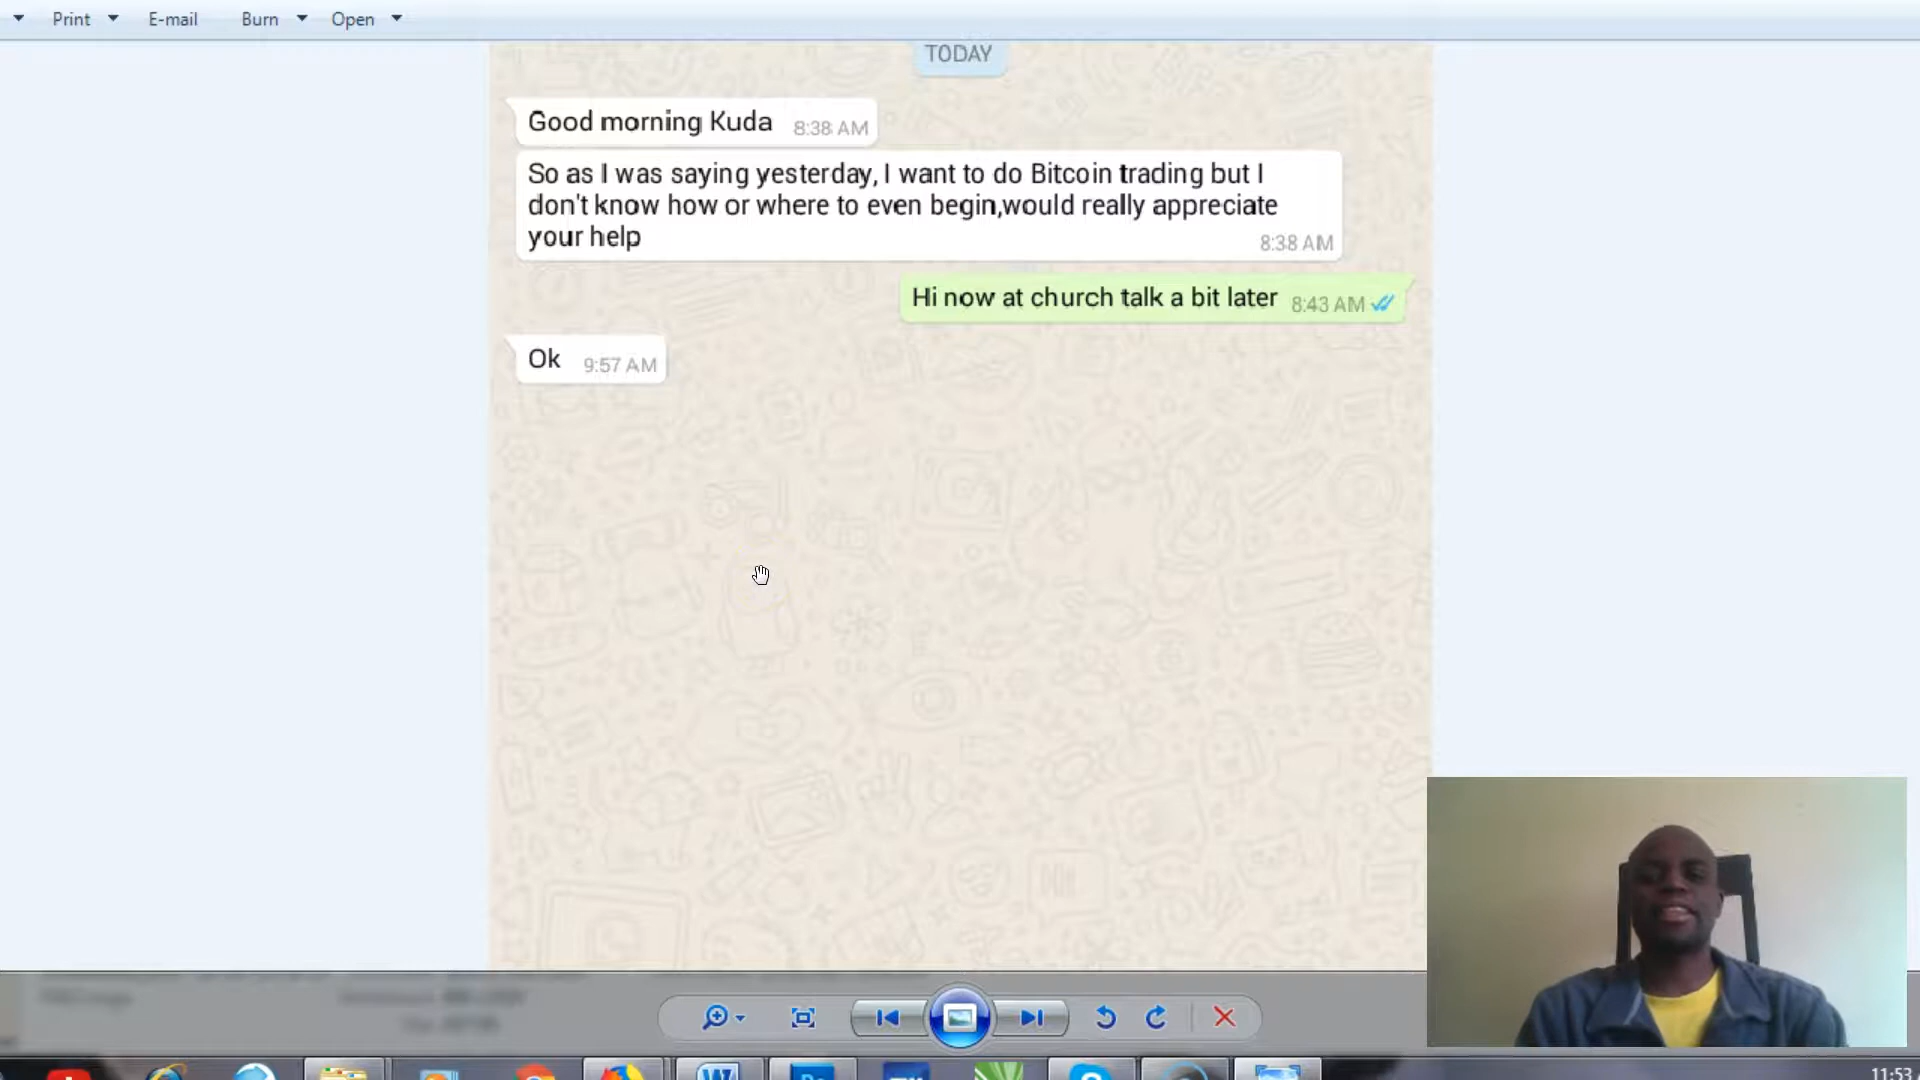 Print E-mail Burn Open
TODAY
Good morning Kuda 8:38 AM
So as I was saying yesterday, I want to do Bitcoin trading but I
don't know how or where to even begin,would really appreciate
your help 8:38 AM
Hi now at church talk a bit later 8:43 AM
Ok 9:57 AM
11:53